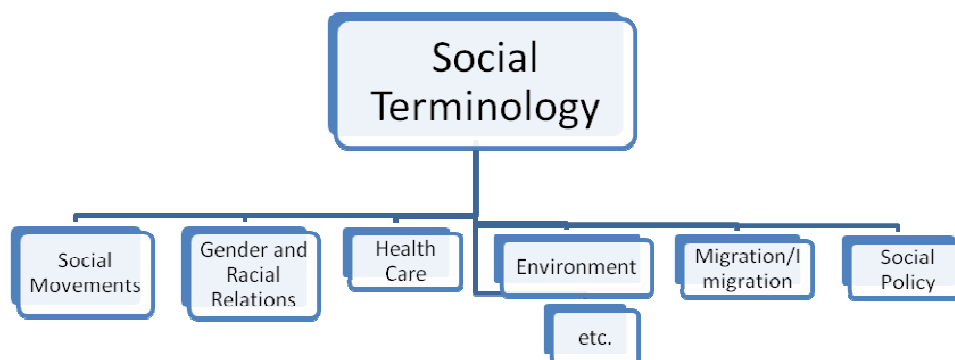 Social
Terminology
Social
Movements
Gender and
Racial
Relations
Health
Care
Environment
Migration/I
migration
Social
Policy
etc.